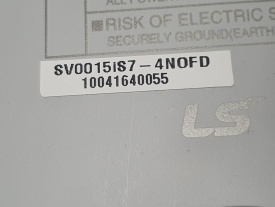 RISK OF ELECTRIC S
SECURELY GROUND(EARTH
SV0015IS7-4NOFD
10041640055
LS